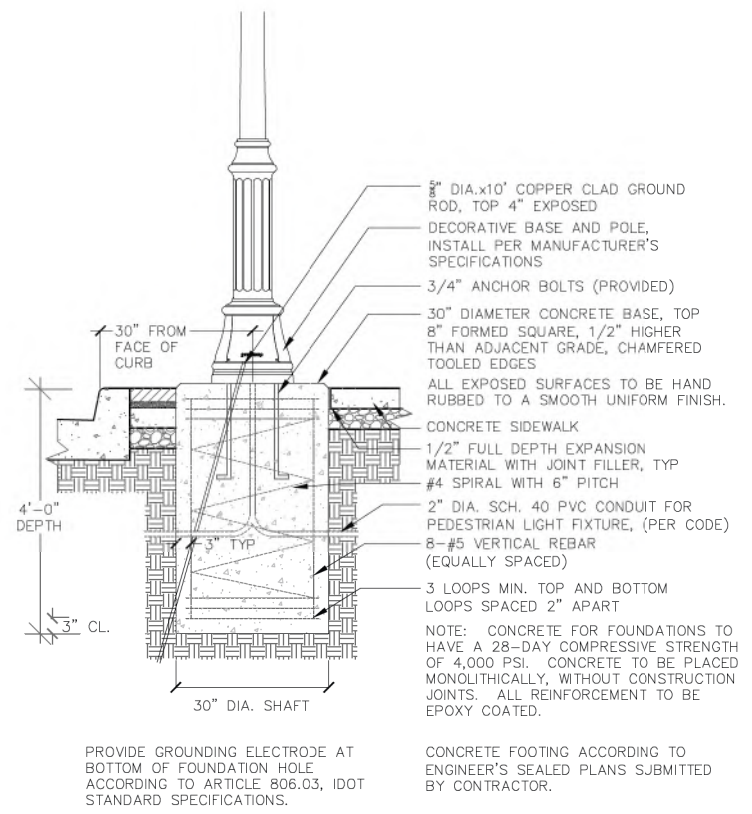 ⅝" DIA.x10' COPPER CLAD GROUND
ROD, TOP 4" EXPOSED
DECORATIVE BASE AND POLE,
INSTALL PER MANUFACTURER'S
SPECIFICATIONS
3/4" ANCHOR BOLTS (PROVIDED)
30" FROM
FACE OF
CURB
30" DIAMETER CONCRETE BASE, TOP
8" FORMED SQUARE, 1/2" HIGHER
THAN ADJACENT GRADE, CHAMFERED
TOOLED EDGES
ALL EXPOSED SURFACES TO BE HAND
RUBBED TO A SMOOTH UNIFORM FINISH.
CONCRETE SIDEWALK
1/2" FULL DEPTH EXPANSION
MATERIAL WITH JOINT FILLER, TYP
#4 SPIRAL WITH 6" PITCH
4'-0"
DEPTH
2" DIA. SCH. 40 PVC CONDUIT FOR
PEDESTRIAN LIGHT FIXTURE, (PER CODE)
3" TYP
8-#5 VERTICAL REBAR
(EQUALLY SPACED)
3 LOOPS MIN. TOP AND BOTTOM
LOOPS SPACED 2" APART
3" CL.
NOTE: CONCRETE FOR FOUNDATIONS TO
HAVE A 28-DAY COMPRESSIVE STRENGTH
OF 4,000 PSI. CONCRETE TO BE PLACED
MONOLITHICALLY, WITHOUT CONSTRUCTION
JOINTS. ALL REINFORCEMENT TO BE
EPOXY COATED.
30" DIA. SHAFT
PROVIDE GROUNDING ELECTRODE AT
BOTTOM OF FOUNDATION HOLE
ACCORDING TO ARTICLE 806.03, IDOT
STANDARD SPECIFICATIONS.
CONCRETE FOOTING ACCORDING TO
ENGINEER'S SEALED PLANS SUBMITTED
BY CONTRACTOR.